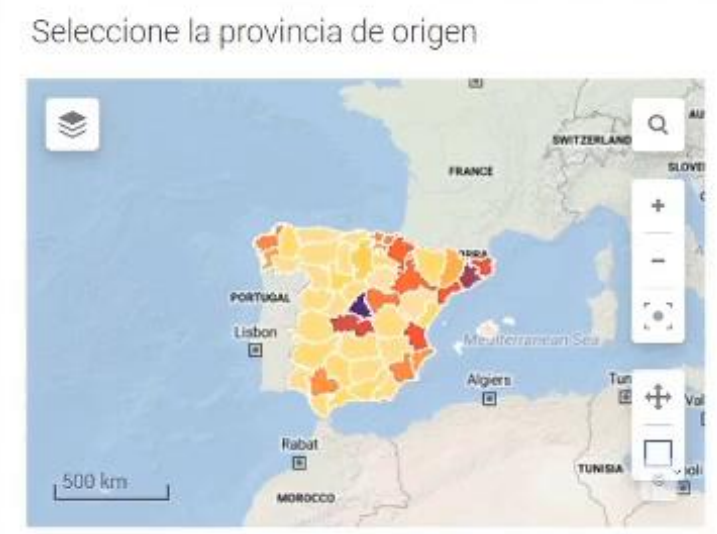 Seleccione la provincia de origen
SWITZERLAND
FRANCE
PORTUGAL
Lisbon
Mediterranean Sea
Algiers
Rabat
500 km
TUNISIA
MOROCCO